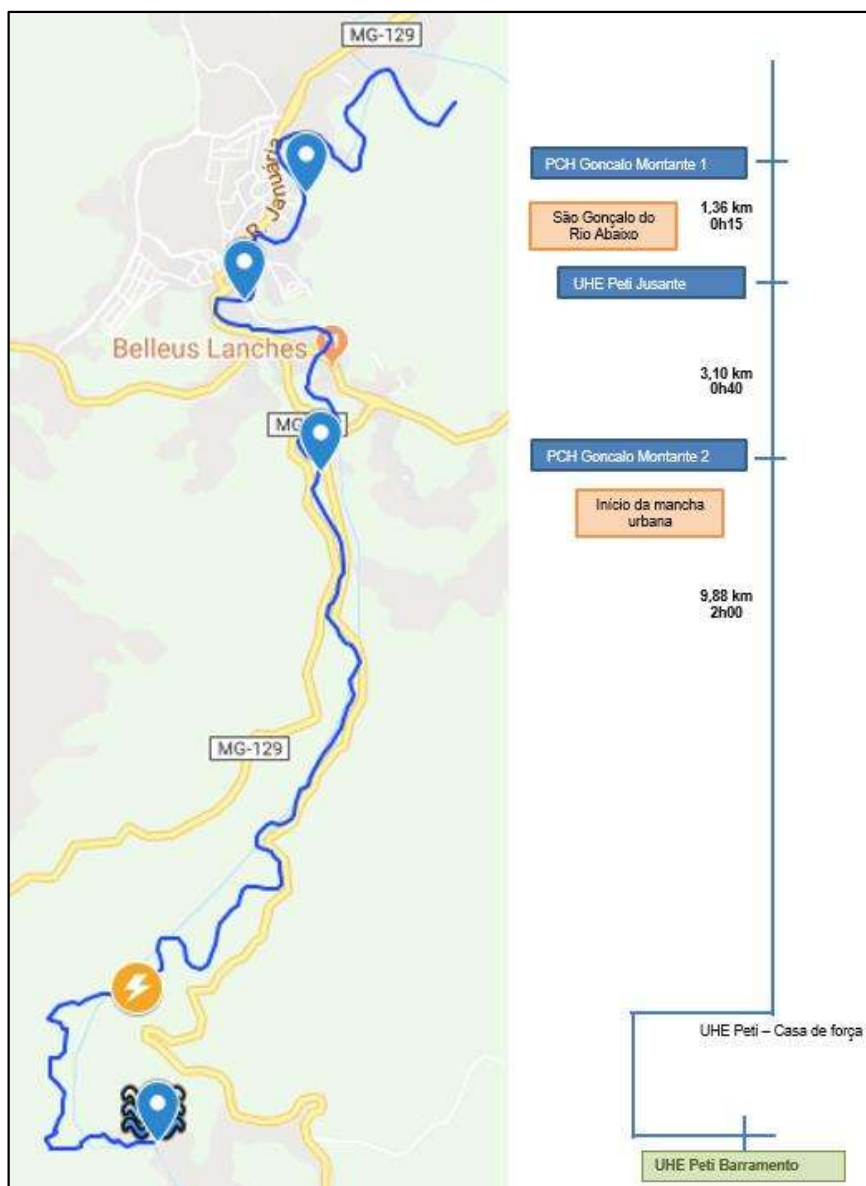 MG-129
R. Januária
Belleus Lanches
MG-129
PCH Goncalo Montante 1
São Gonçalo do
Rio Abaixo
1,36 km
0h15
UHE Peti Jusante
3,10 km
0h40
PCH Goncalo Montante 2
Início da mancha
urbana
9,88 km
2h00
UHE Peti – Casa de força
UHE Peti Barramento